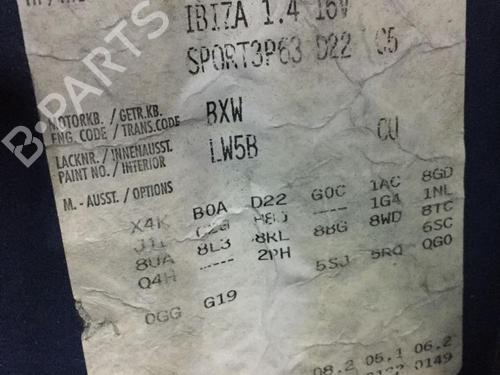 IBIZA 1.4 16V
SPORT3P63 D22 C5
MOTORKB. / GETR.KB.
ENG. CODE / TRANS.CODE
BXW
LACKNR. / INNENAUSST.
PAINT NO. / INTERIOR
LW5B CU
M. - AUSST. / OPTIONS
X4K B0A D22 G0C 1AC 8GD
---- 1G4 1NL
8UA 8L3 8RL 8BG 8WD 8TC
Q4H ---- 2PH 5SJ 5RQ 6SC
QG0
0GG G19
08.2 05.1 06.2
0149
B-PARTS